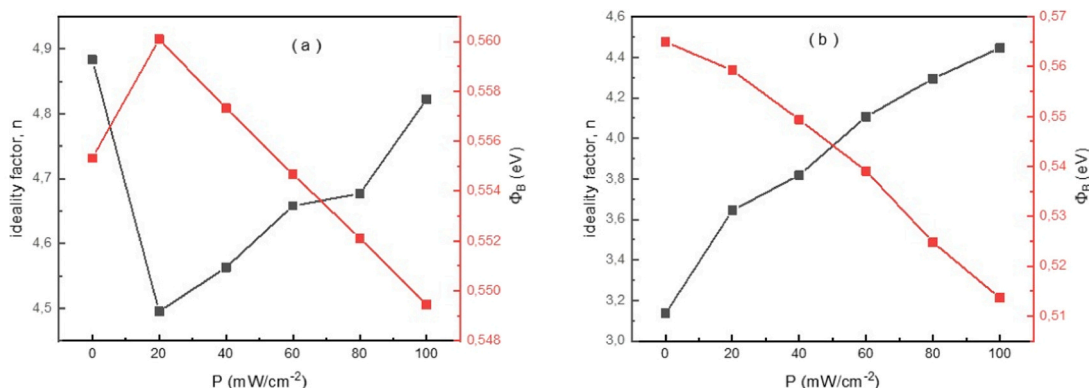 ( a )
ideality factor, n
4,9
4,8
4,7
4,6
4,5
0,560
0,558
0,556
0,554
0,552
0,550
0,548
Φ_B (eV)
0 20 40 60 80 100
P (mW/cm⁻²)
( b )
ideality factor, n
4,6
4,4
4,2
4,0
3,8
3,6
3,4
3,2
3,0
0,57
0,56
0,55
0,54
0,53
0,52
0,51
Φ_B (eV)
0 20 40 60 80 100
P (mW/cm⁻²)